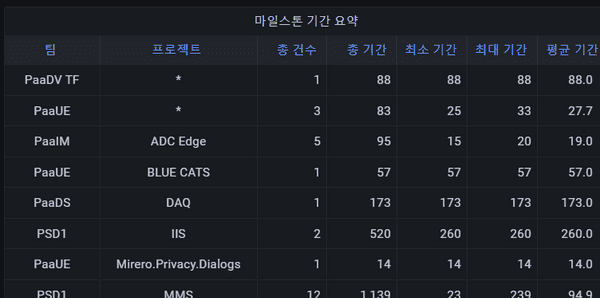 마일스톤 기간 요약
팀 프로젝트 총 건수 총 기간 최소 기간 최대 기간 평균 기간
PaaDV TF * 1 88 88 88 88.0
PaaUE * 3 83 25 33 27.7
PaaIM ADC Edge 5 95 15 20 19.0
PaaUE BLUE CATS 1 57 57 57 57.0
PaaDS DAQ 1 173 173 173 173.0
PSD1 IIS 2 520 260 260 260.0
PaaUE Mirero.Privacy.Dialogs 1 14 14 14 14.0
PSD1 MMS 12 1,139 23 239 94.9